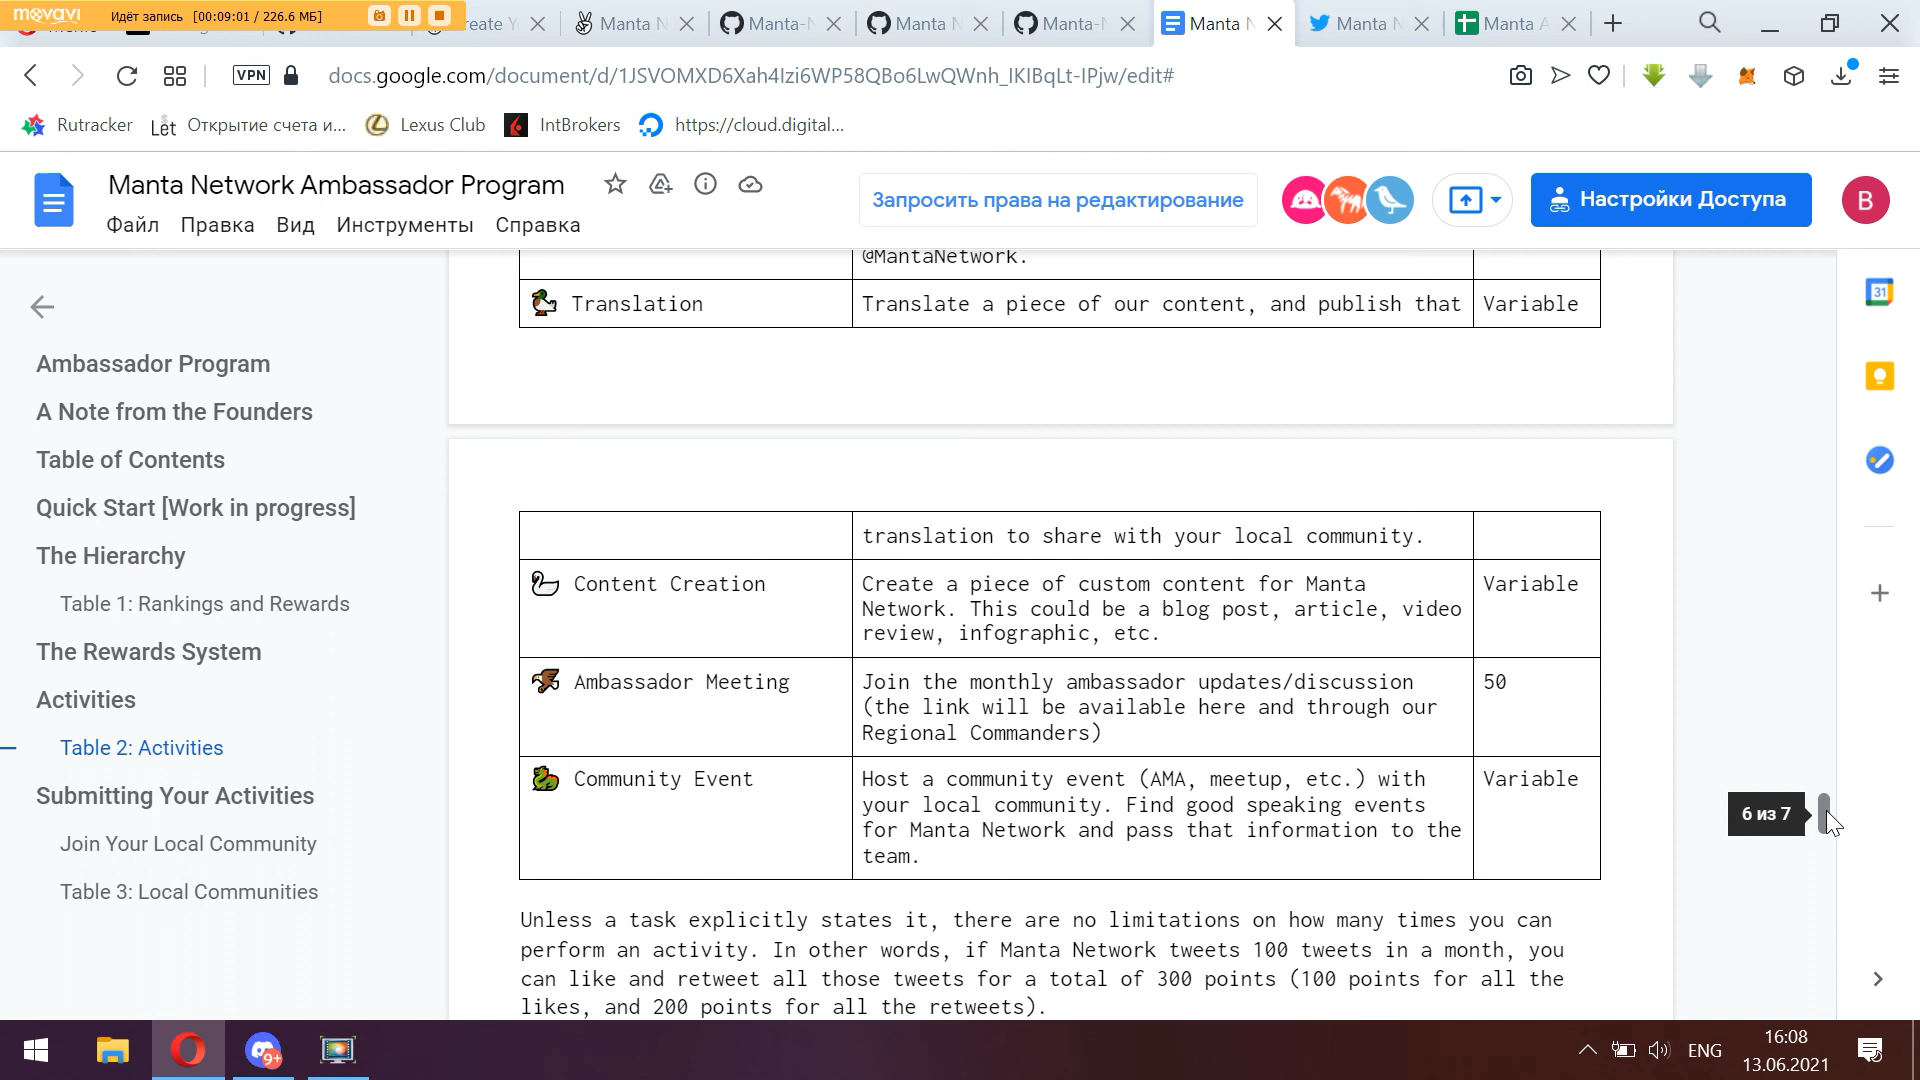 movavi Идёт запись [00:09:01 / 226.6 МБ]
Manta N Manta-N Manta N Manta-N Manta N Manta N Manta A
VPN docs.google.com/document/d/1JSVOMXD6Xah4Izi6WP58QBo6LwQWnh_IKIBqLt-IPjw/edit#
Rutracker Let Открытие счета и... Lexus Club IntBrokers https://cloud.digital...
Manta Network Ambassador Program
Запросить права на редактирование
Настройки Доступа
B
Файл Правка Вид Инструменты Справка
Ambassador Program
A Note from the Founders
Table of Contents
Quick Start [Work in progress]
The Hierarchy
Table 1: Rankings and Rewards
The Rewards System
Activities
Table 2: Activities
Submitting Your Activities
Join Your Local Community
Table 3: Local Communities
@MantaNetwork.
Translation Translate a piece of our content, and publish that Variable
translation to share with your local community.
Content Creation Create a piece of custom content for Manta Variable
Network. This could be a blog post, article, video
review, infographic, etc.
Ambassador Meeting Join the monthly ambassador updates/discussion 50
(the link will be available here and through our
Regional Commanders)
Community Event Host a community event (AMA, meetup, etc.) with Variable
your local community. Find good speaking events
for Manta Network and pass that information to the
team.
Unless a task explicitly states it, there are no limitations on how many times you can
perform an activity. In other words, if Manta Network tweets 100 tweets in a month, you
can like and retweet all those tweets for a total of 300 points (100 points for all the
likes, and 200 points for all the retweets).
6 из 7
31
9+
ENG
16:08
13.06.2021